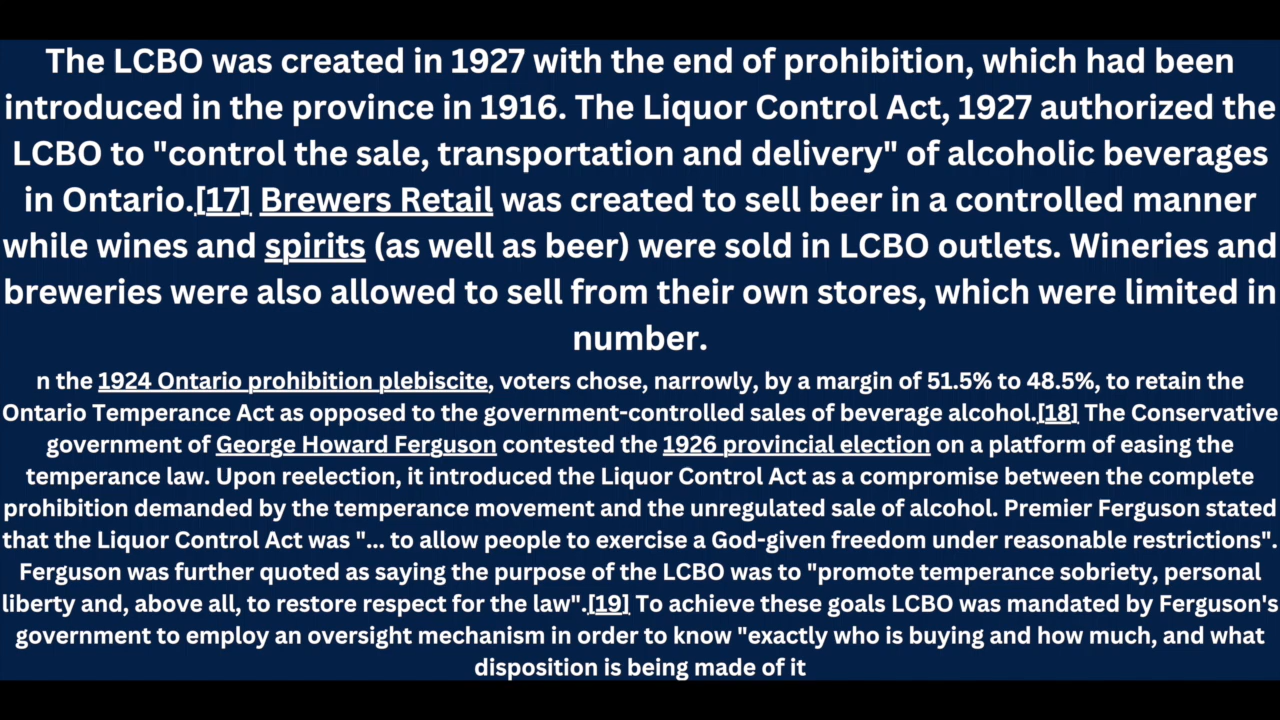 The LCBO was created in 1927 with the end of prohibition, which had been
introduced in the province in 1916. The Liquor Control Act, 1927 authorized the
LCBO to "control the sale, transportation and delivery" of alcoholic beverages
in Ontario.[17] Brewers Retail was created to sell beer in a controlled manner
while wines and spirits (as well as beer) were sold in LCBO outlets. Wineries and
breweries were also allowed to sell from their own stores, which were limited in
number.
n the 1924 Ontario prohibition plebiscite, voters chose, narrowly, by a margin of 51.5% to 48.5%, to retain the
Ontario Temperance Act as opposed to the government-controlled sales of beverage alcohol.[18] The Conservative
government of George Howard Ferguson contested the 1926 provincial election on a platform of easing the
temperance law. Upon reelection, it introduced the Liquor Control Act as a compromise between the complete
prohibition demanded by the temperance movement and the unregulated sale of alcohol. Premier Ferguson stated
that the Liquor Control Act was "... to allow people to exercise a God-given freedom under reasonable restrictions".
Ferguson was further quoted as saying the purpose of the LCBO was to "promote temperance sobriety, personal
liberty and, above all, to restore respect for the law".[19] To achieve these goals LCBO was mandated by Ferguson's
government to employ an oversight mechanism in order to know "exactly who is buying and how much, and what
disposition is being made of it